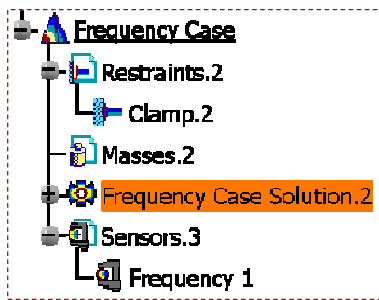 Frequency Case
Restraints.2
Clamp.2
Masses.2
Frequency Case Solution.2
Sensors.3
Frequency 1